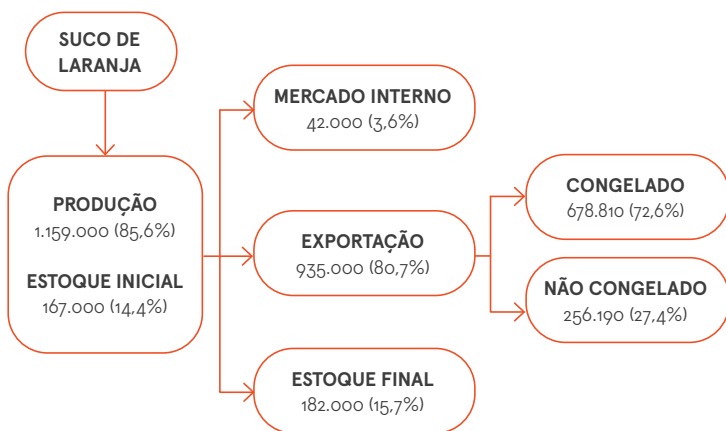 SUCO DE
LARANJA
PRODUÇÃO
1.159.000 (85,6%)
ESTOQUE INICIAL
167.000 (14,4%)
MERCADO INTERNO
42.000 (3,6%)
EXPORTAÇÃO
935.000 (80,7%)
ESTOQUE FINAL
182.000 (15,7%)
CONGELADO
678.810 (72,6%)
NÃO CONGELADO
256.190 (27,4%)